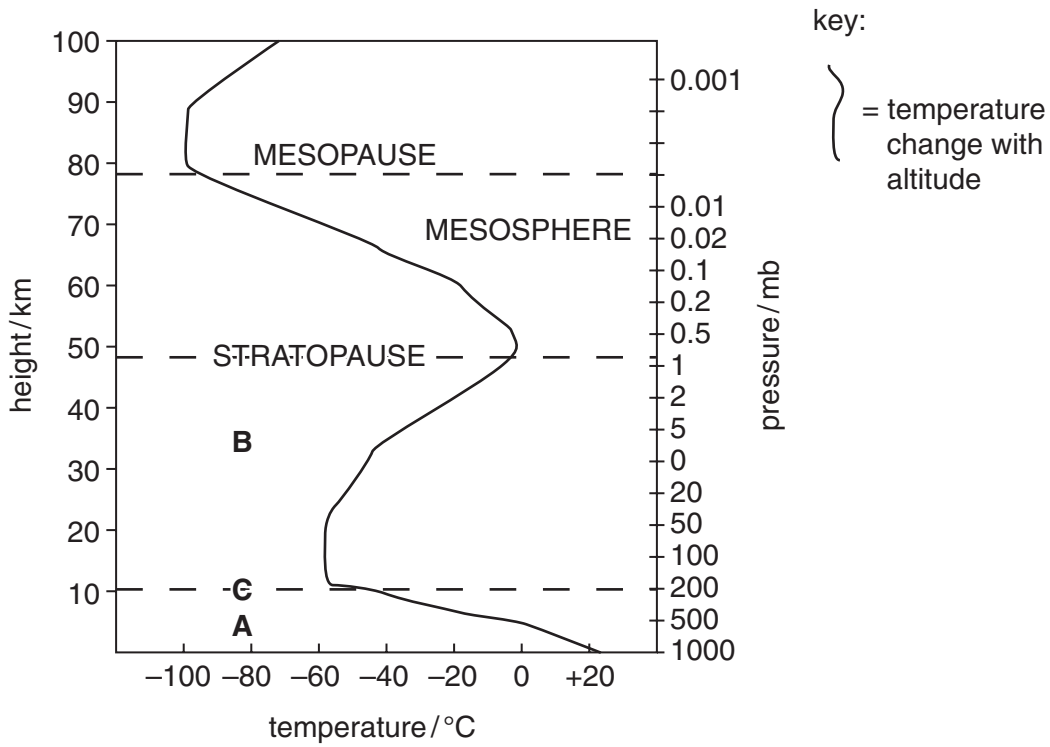 key:
= temperature
change with
altitude
height/km
100
90
80
70
60
50
40
30
20
10
MESOPAUSE
MESOSPHERE
STRATOPAUSE
B
C
A
0.001
0.01
0.02
0.1
0.2
0.5
1
2
5
0
20
50
100
200
500
1000
pressure/mb
−100 −80 −60 −40 −20 0 +20
temperature/°C